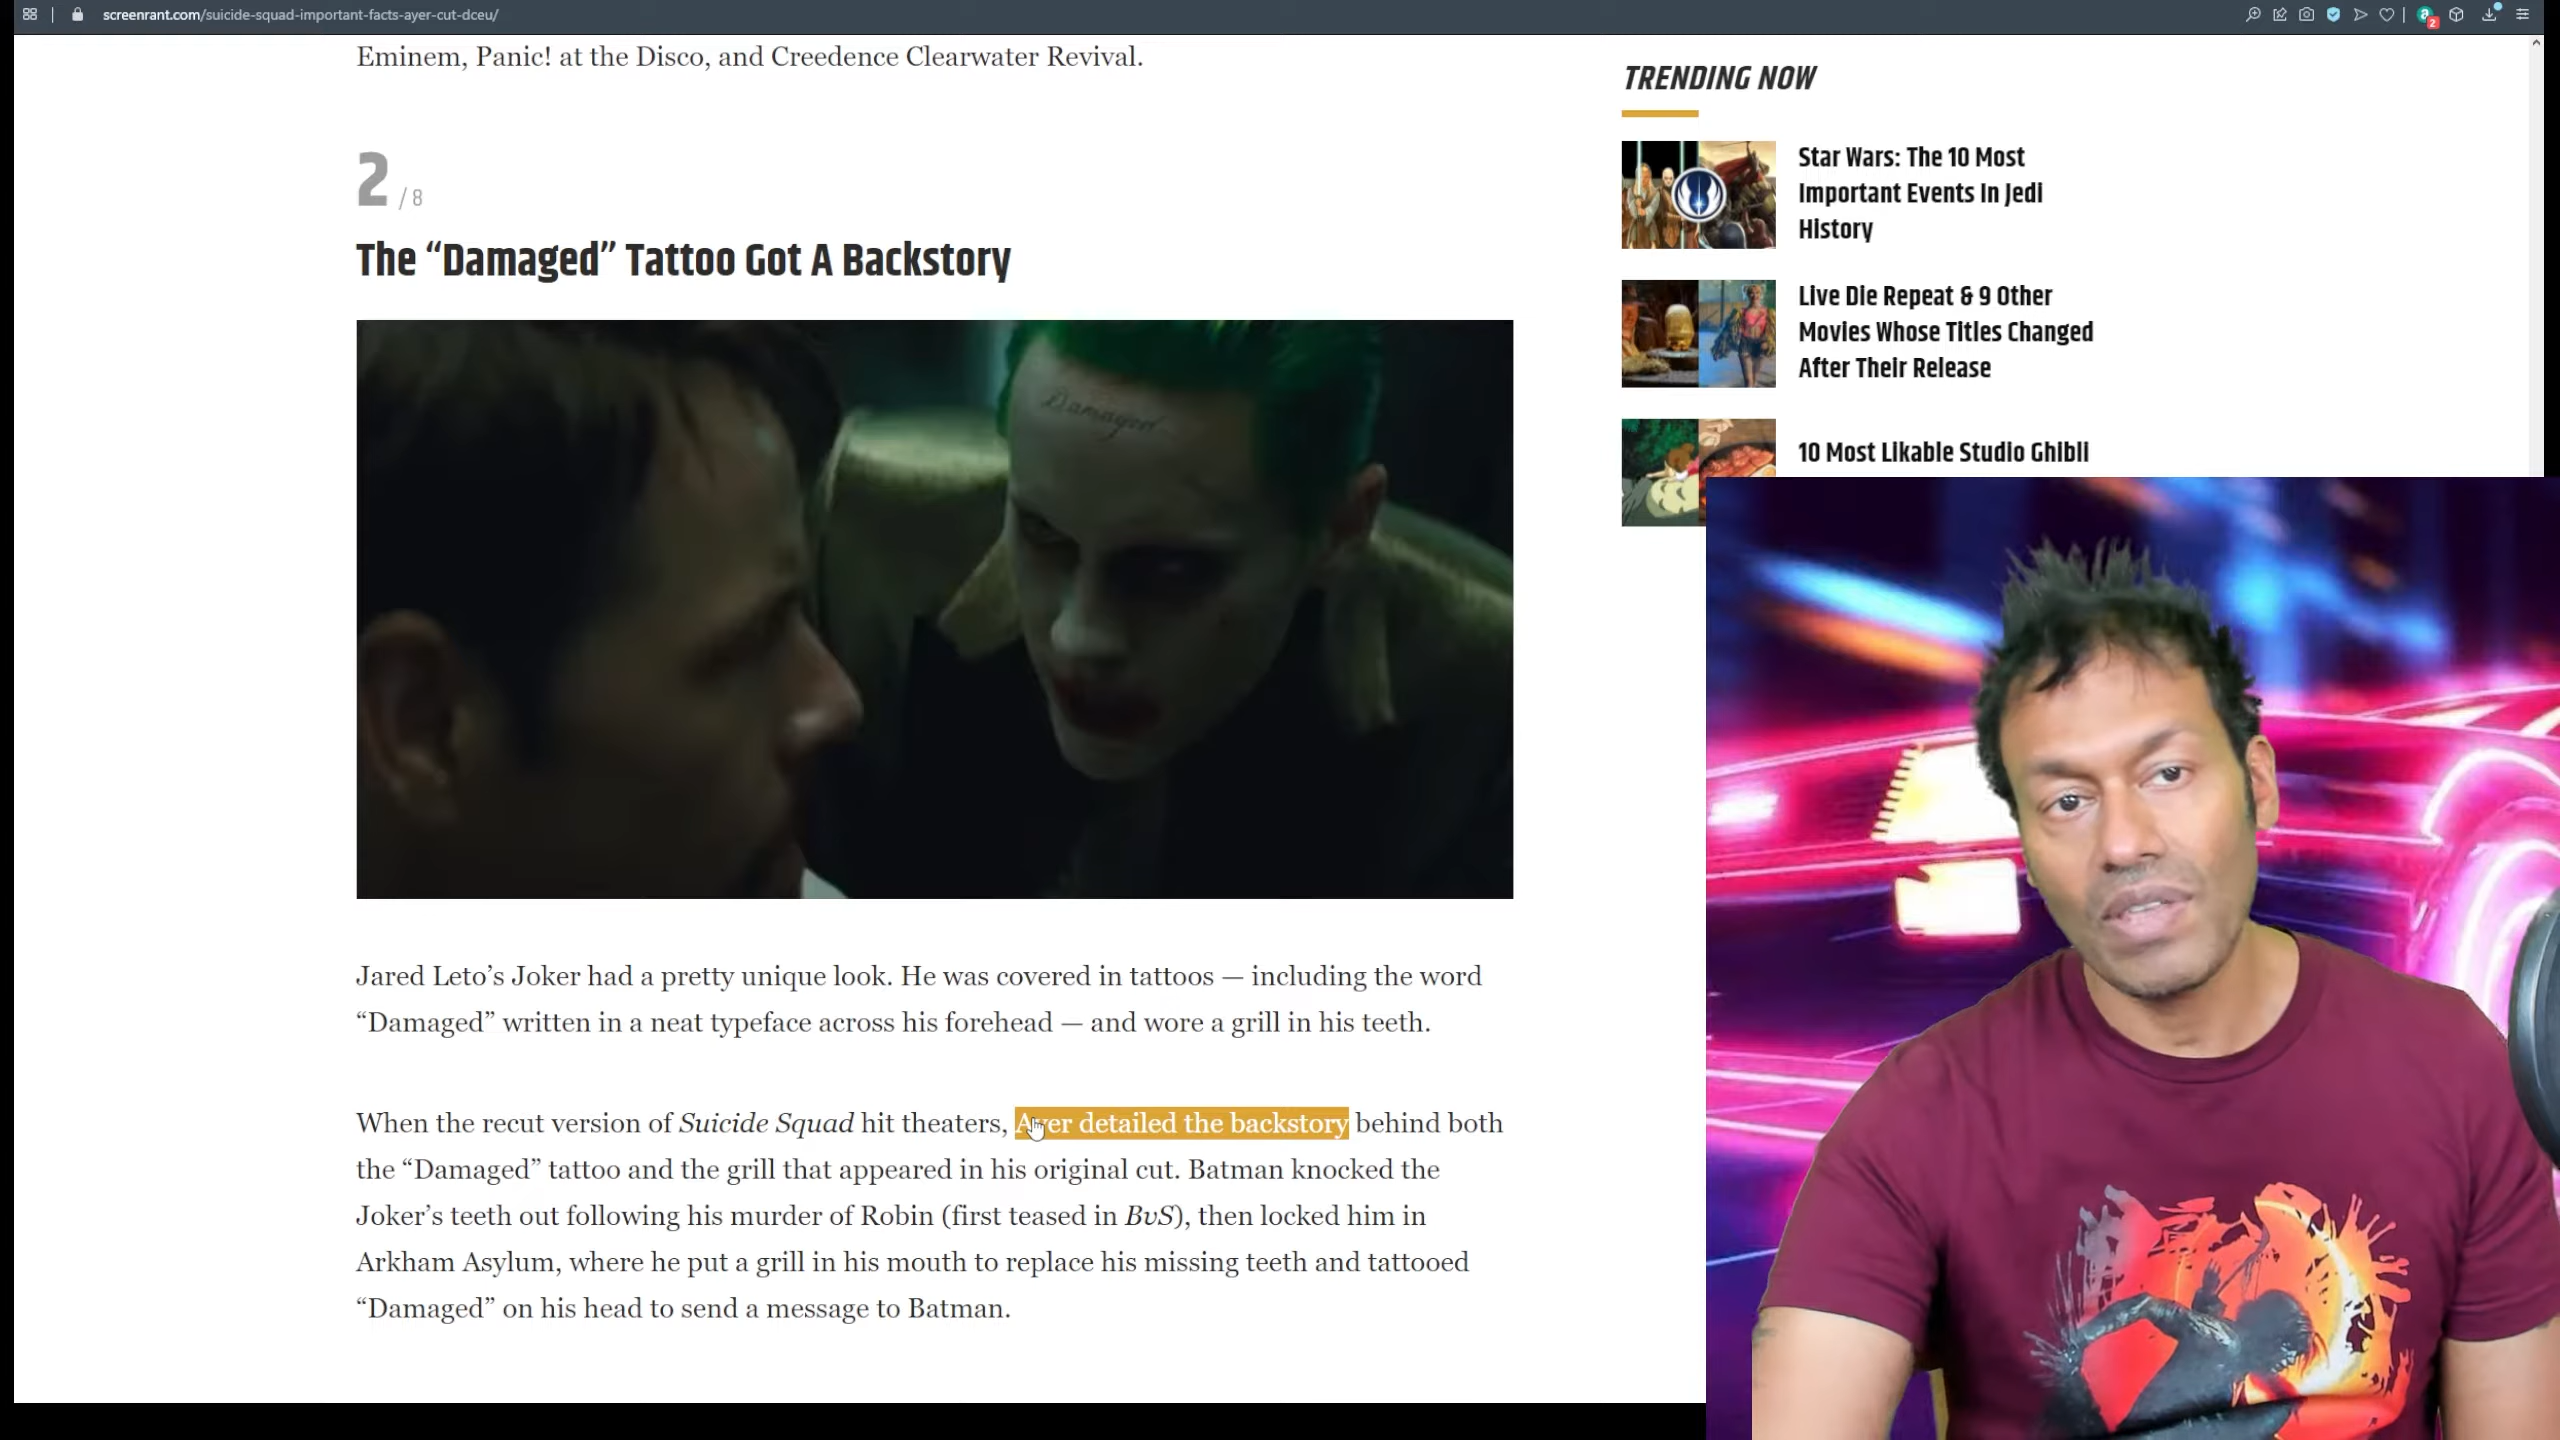 screenrant.com/suicide-squad-important-facts-ayer-cut-dceu/
2
Eminem, Panic! at the Disco, and Creedence Clearwater Revival.
2 / 8
The “Damaged” Tattoo Got A Backstory
Damaged
Jared Leto’s Joker had a pretty unique look. He was covered in tattoos — including the word
“Damaged” written in a neat typeface across his forehead — and wore a grill in his teeth.
When the recut version of Suicide Squad hit theaters, Ayer detailed the backstory behind both
the “Damaged” tattoo and the grill that appeared in his original cut. Batman knocked the
Joker’s teeth out following his murder of Robin (first teased in BvS), then locked him in
Arkham Asylum, where he put a grill in his mouth to replace his missing teeth and tattooed
“Damaged” on his head to send a message to Batman.
TRENDING NOW
Star Wars: The 10 Most
Important Events In Jedi
History
Live Die Repeat & 9 Other
Movies Whose Titles Changed
After Their Release
10 Most Likable Studio Ghibli